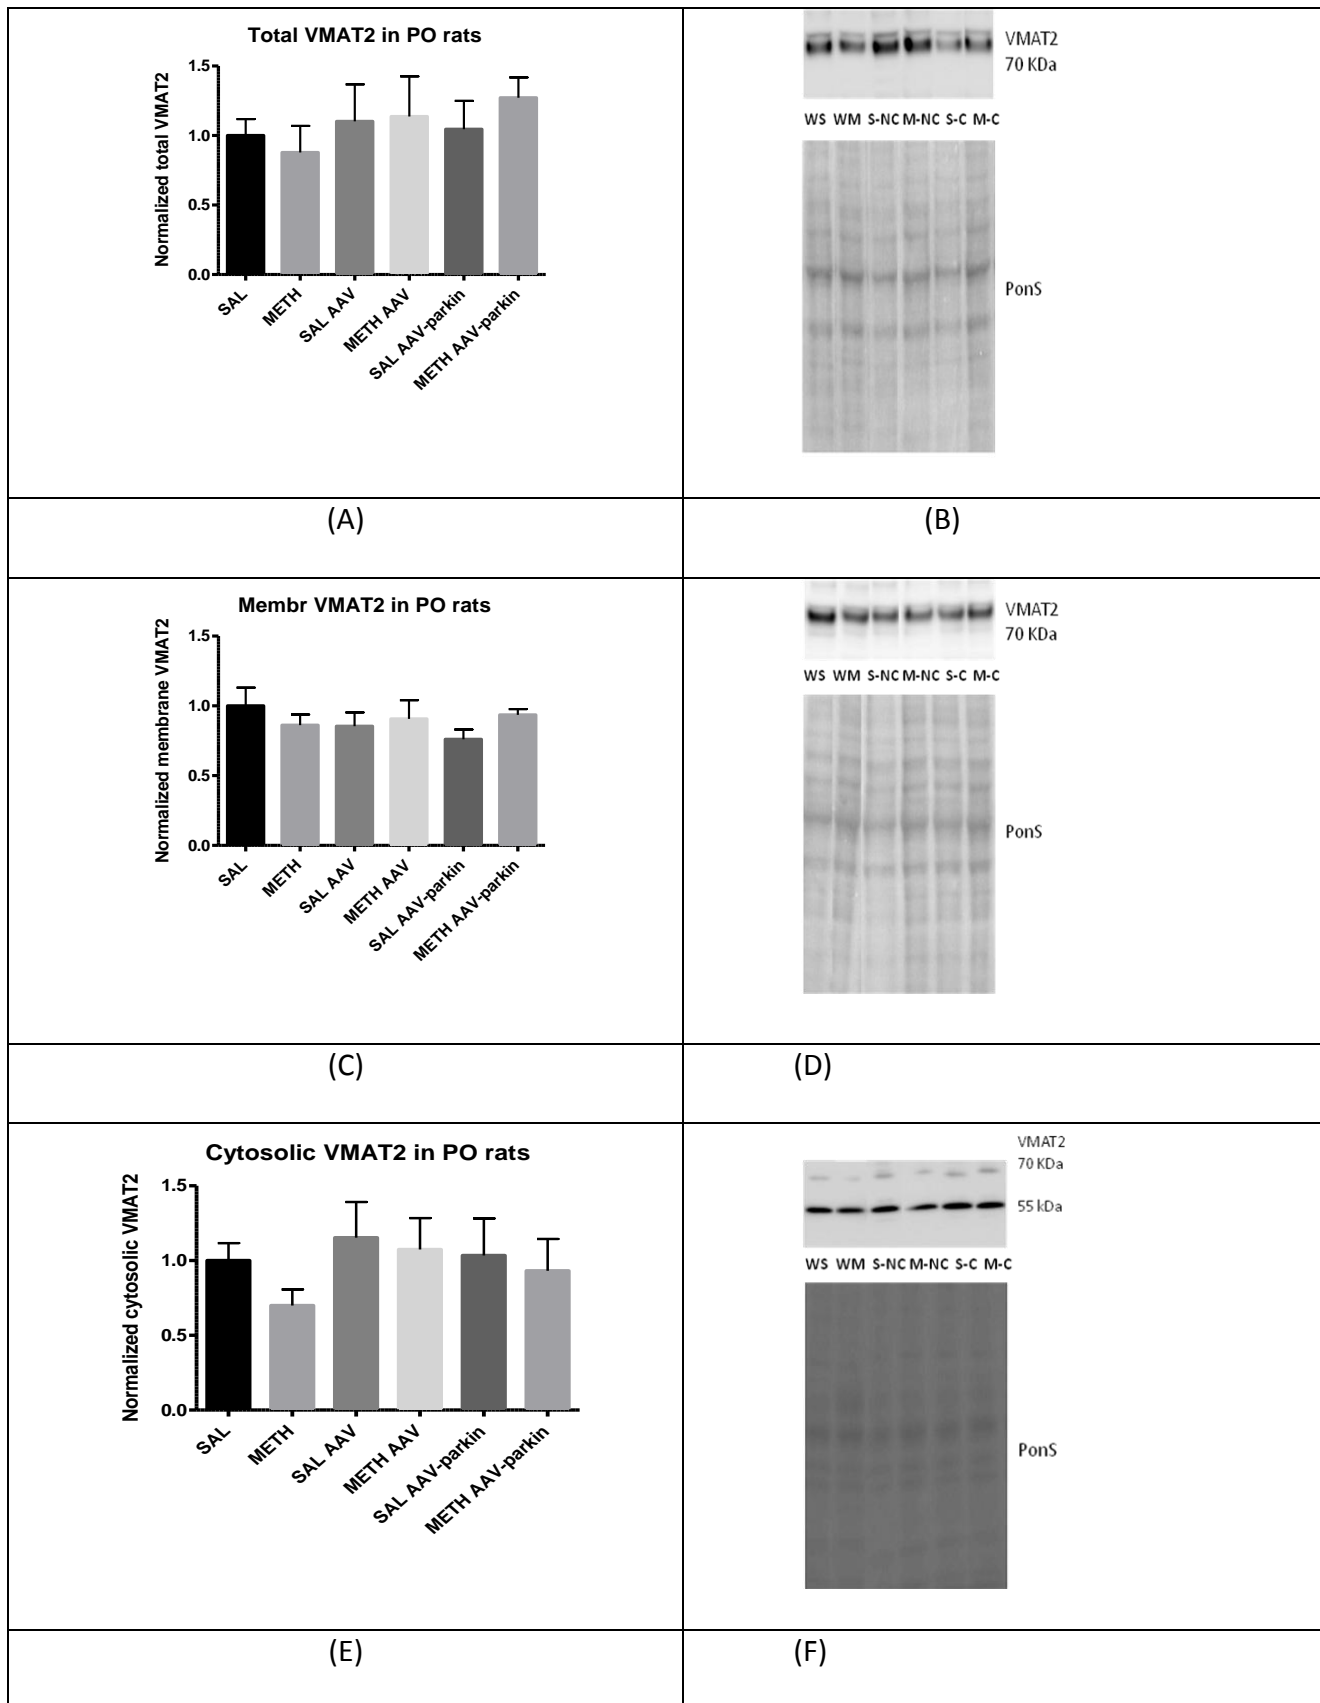 Total VMAT2 in PO rats
Normalized total VMAT2
1.5
1.0
0.5
0.0
SAL
METH
SAL AAV
METH AAV
SAL AAV-parkin
METH AAV-parkin
VMAT2
70 KDa
WS WM S-NC M-NC S-C M-C
PonS
(A)
(B)
Membr VMAT2 in PO rats
Normalized membrane VMAT2
1.5
1.0
0.5
0.0
SAL
METH
SAL AAV
METH AAV
SAL AAV-parkin
METH AAV-parkin
VMAT2
70 KDa
WS WM S-NC M-NC S-C M-C
PonS
(C)
(D)
Cytosolic VMAT2 in PO rats
Normalized cytosolic VMAT2
1.5
1.0
0.5
0.0
SAL
METH
SAL AAV
METH AAV
SAL AAV-parkin
METH AAV-parkin
VMAT2
70 KDa
55 kDa
WS WM S-NC M-NC S-C M-C
PonS
(E)
(F)